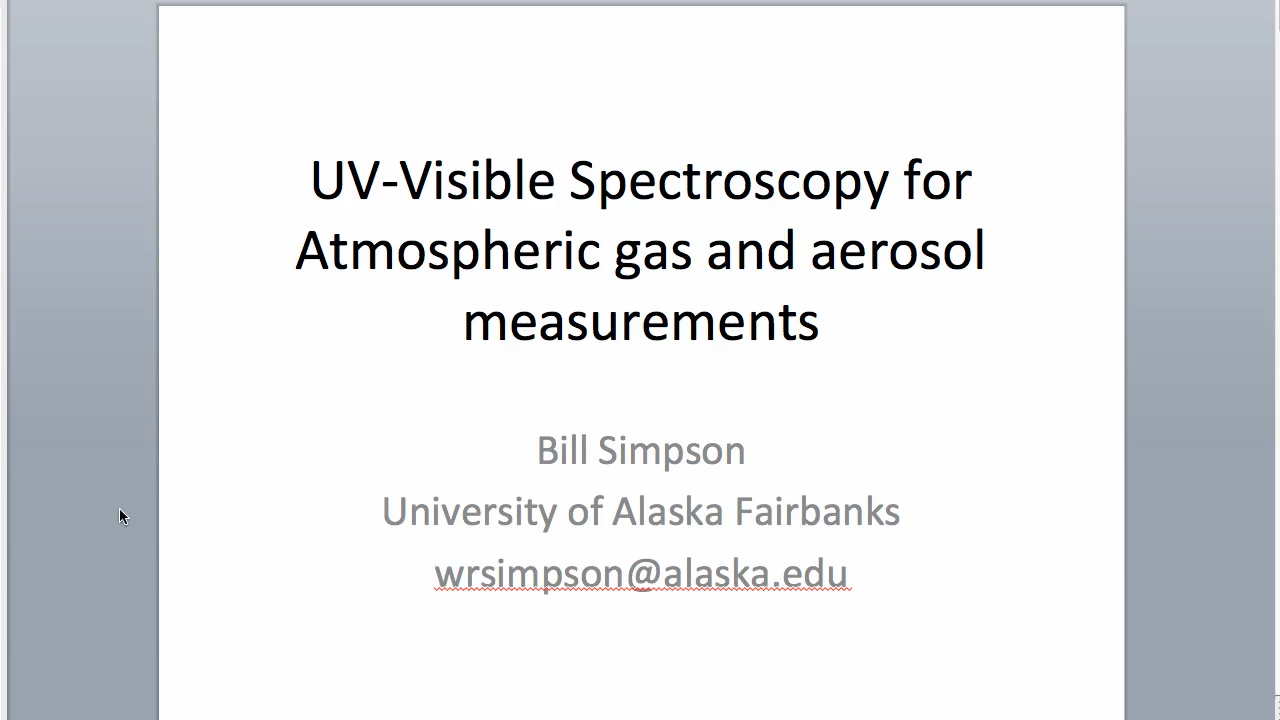 UV-Visible Spectroscopy for
Atmospheric gas and aerosol
measurements
Bill Simpson
University of Alaska Fairbanks
wrsimpson@alaska.edu